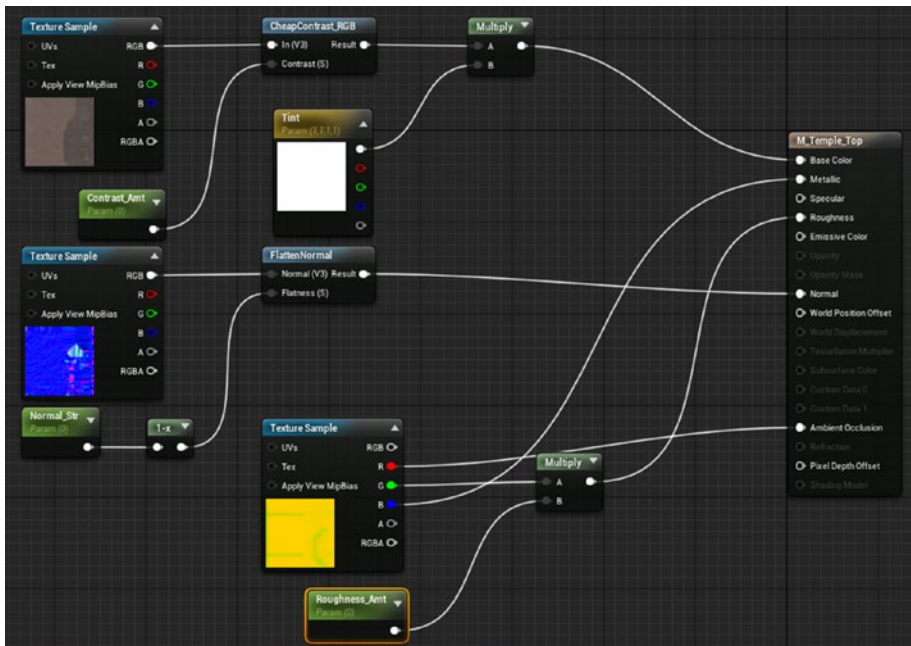 Texture Sample
UVs
RGB
Tex
R
Apply View MipBias
G
B
A
RGBA
CheapContrast_RGB
In (V3)
Result
Contrast (S)
Multiply
A
B
Tint
Param (1,1,1,1)
Contrast_Amt
Param (0)
Texture Sample
UVs
RGB
Tex
R
Apply View MipBias
G
B
A
RGBA
FlattenNormal
Normal (V3)
Result
Flatness (S)
Normal_Str
Param (0)
1-x
Texture Sample
UVs
RGB
Tex
R
Apply View MipBias
G
B
A
RGBA
Multiply
A
B
Roughness_Amt
Param (0)
M_Temple_Top
Base Color
Metallic
Specular
Roughness
Emissive Color
Opacity
Opacity Mask
Normal
World Position Offset
World Displacement
Tessellation Multiplier
Subsurface Color
Custom Data 0
Custom Data 1
Ambient Occlusion
Refraction
Pixel Depth Offset
Shading Model